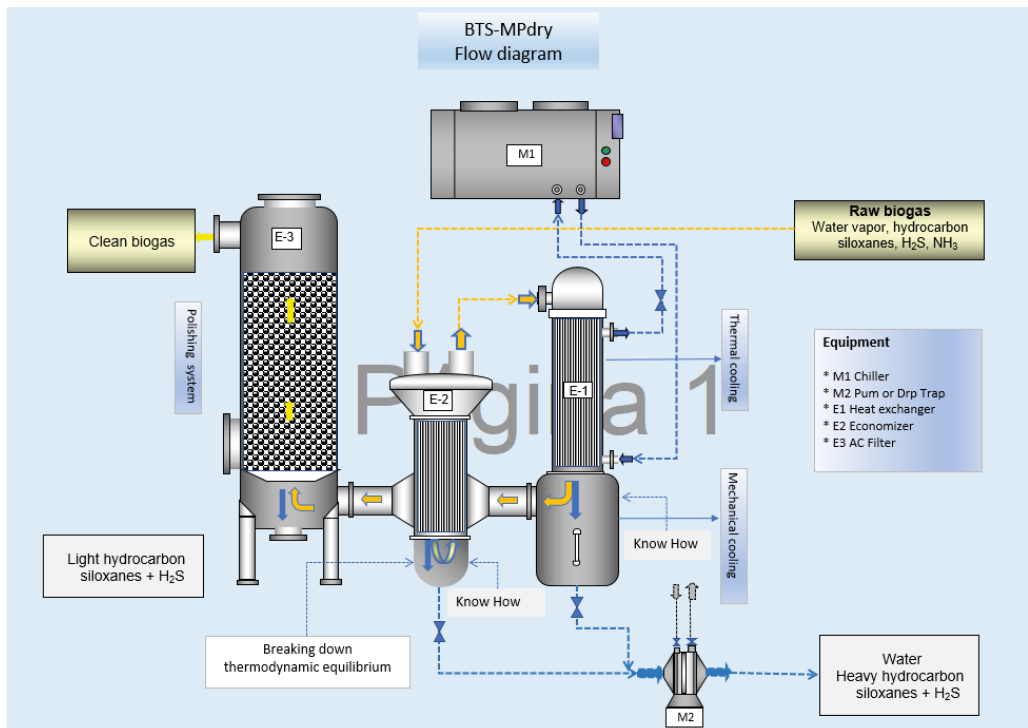 BTS-MPdry
Flow diagram
M1
Clean biogas
E-3
Raw biogas
Water vapor, hydrocarbon
siloxanes, H₂S, NH₃
Polishing
system
Thermal cooling
Equipment
* M1 Chiller
* M2 Pum or Drp Trap
* E1 Heat exchanger
* E2 Economizer
* E3 AC Filter
E-2
E-1
Página 1
Mechanical
cooling
Know How
Light hydrocarbon
siloxanes + H₂S
Know How
Breaking down
thermodynamic equilibrium
Water
Heavy hydrocarbon
siloxanes + H₂S
M2